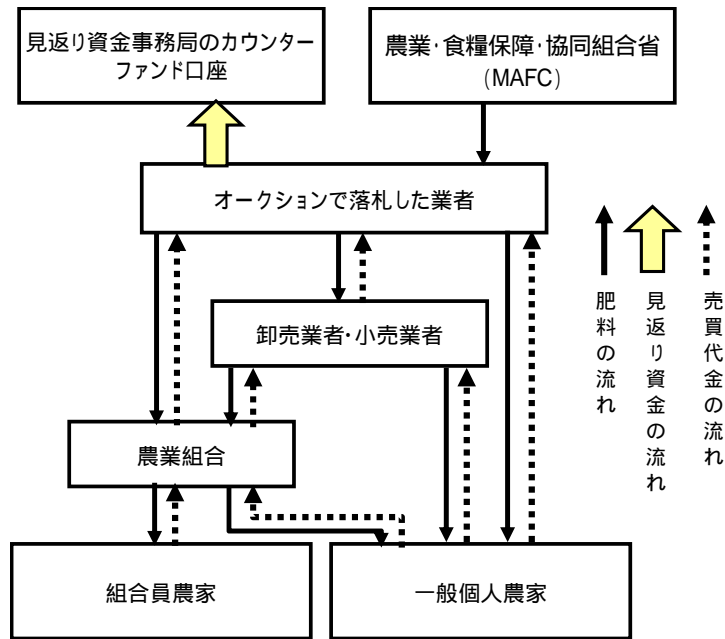 見返り資金事務局のカウンター
ファンド口座
農業・食糧保障・協同組合省
(MAFC)
オークションで落札した業者
卸売業者・小売業者
農業組合
組合員農家
一般個人農家
肥料の流れ
見返り資金の流れ
売買代金の流れ